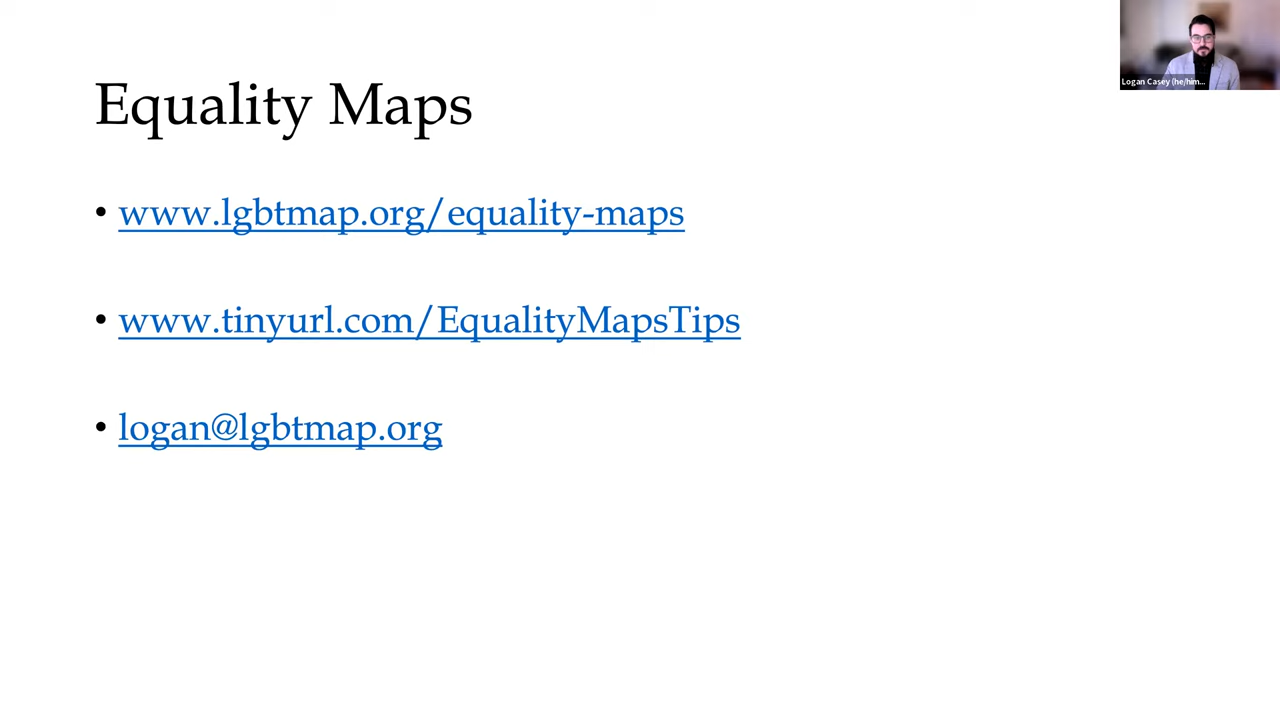 Logan Casey (he/him...
Equality Maps
• www.lgbtmap.org/equality-maps
• www.tinyurl.com/EqualityMapsTips
• logan@lgbtmap.org